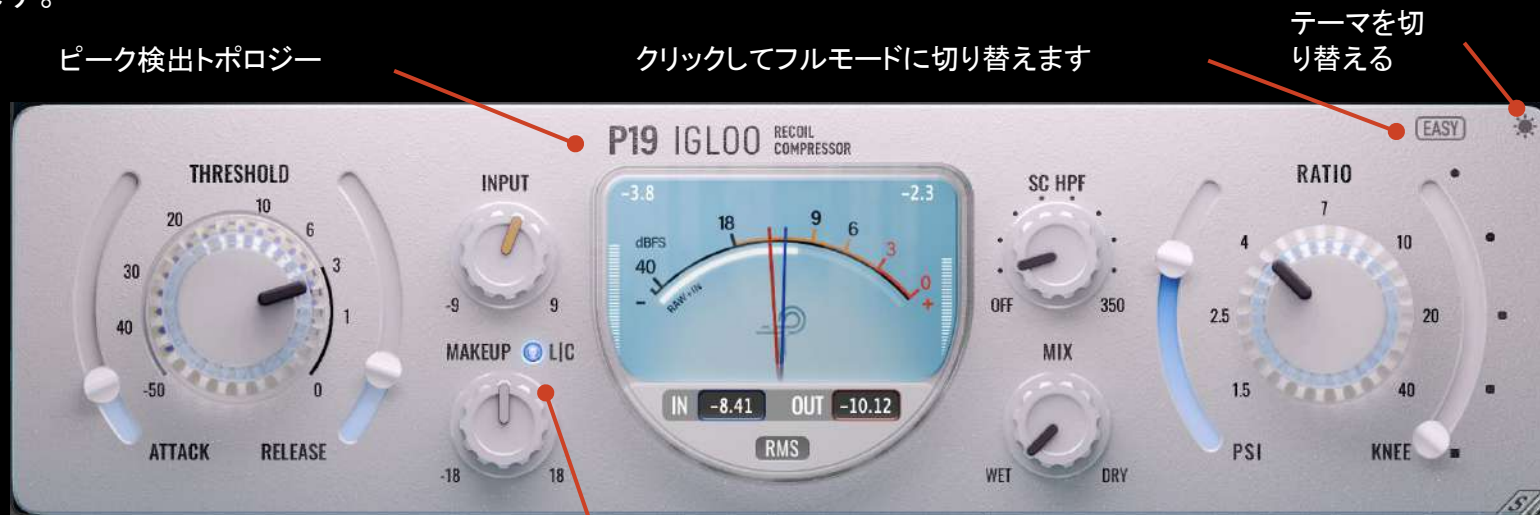 ます。
テーマを切
り替える
ピーク検出トポロジー
クリックしてフルモードに切り替えます
P19 IGLOO RECOIL
COMPRESSOR
EASY
THRESHOLD
10
20
6
30
3
40
1
-50
0
ATTACK RELEASE
INPUT
-9 9
MAKEUP L|C
-18 18
-3.8 -2.3
dBFS
40 18 9 6 3 0
- +
RAW+IN
IN -8.41 OUT -10.12
RMS
SC HPF
OFF 350
MIX
WET DRY
RATIO
7
4 10
2.5 20
1.5 40
PSI KNEE